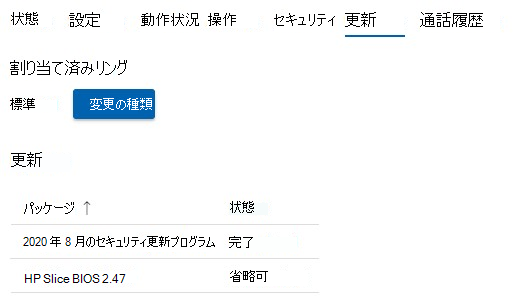 状態 設定 動作状況 操作 セキュリティ 更新 通話履歴
割り当て済みリング
標準 変更の種類
更新
パッケージ ↑ 状態
2020 年 8 月のセキュリティ更新プログラム 完了
HP Slice BIOS 2.47 省略可